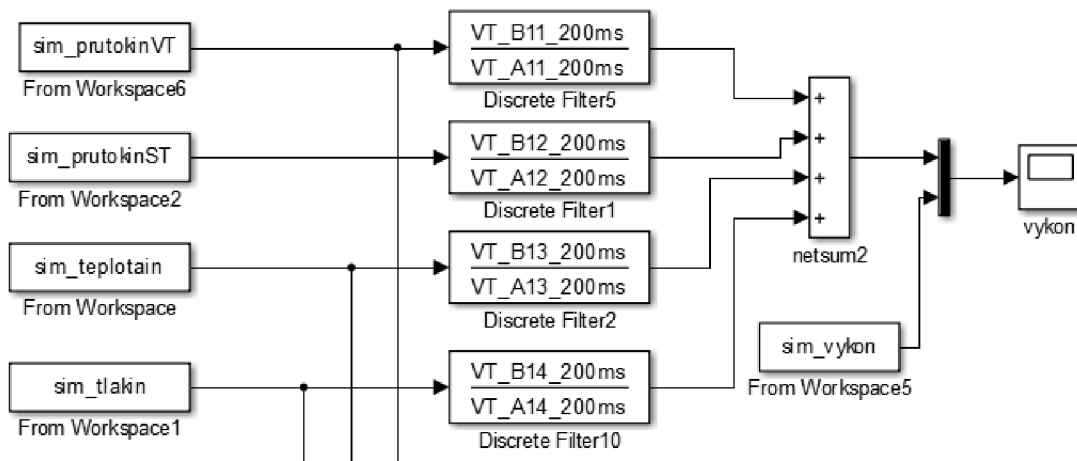 sim_prutokinVT
From Workspace6
VT_B11_200ms
VT_A11_200ms
Discrete Filter5
sim_prutokinST
From Workspace2
VT_B12_200ms
VT_A12_200ms
Discrete Filter1
sim_teplotain
From Workspace
VT_B13_200ms
VT_A13_200ms
Discrete Filter2
sim_tlakin
From Workspace1
VT_B14_200ms
VT_A14_200ms
Discrete Filter10
+
+
+
+
netsum2
sim_vykon
From Workspace5
vykon